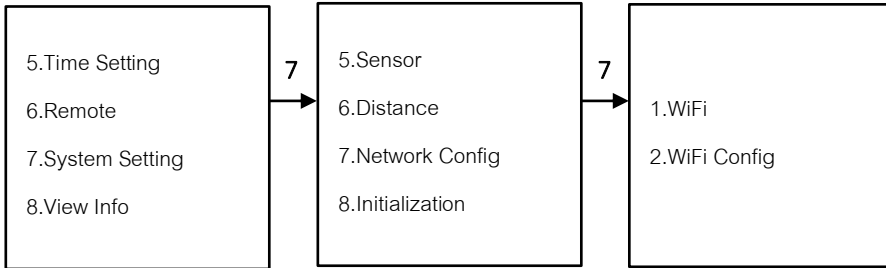 5.Time Setting
6.Remote
7.System Setting
8.View Info
7
5.Sensor
6.Distance
7.Network Config
8.Initialization
7
1.WiFi
2.WiFi Config